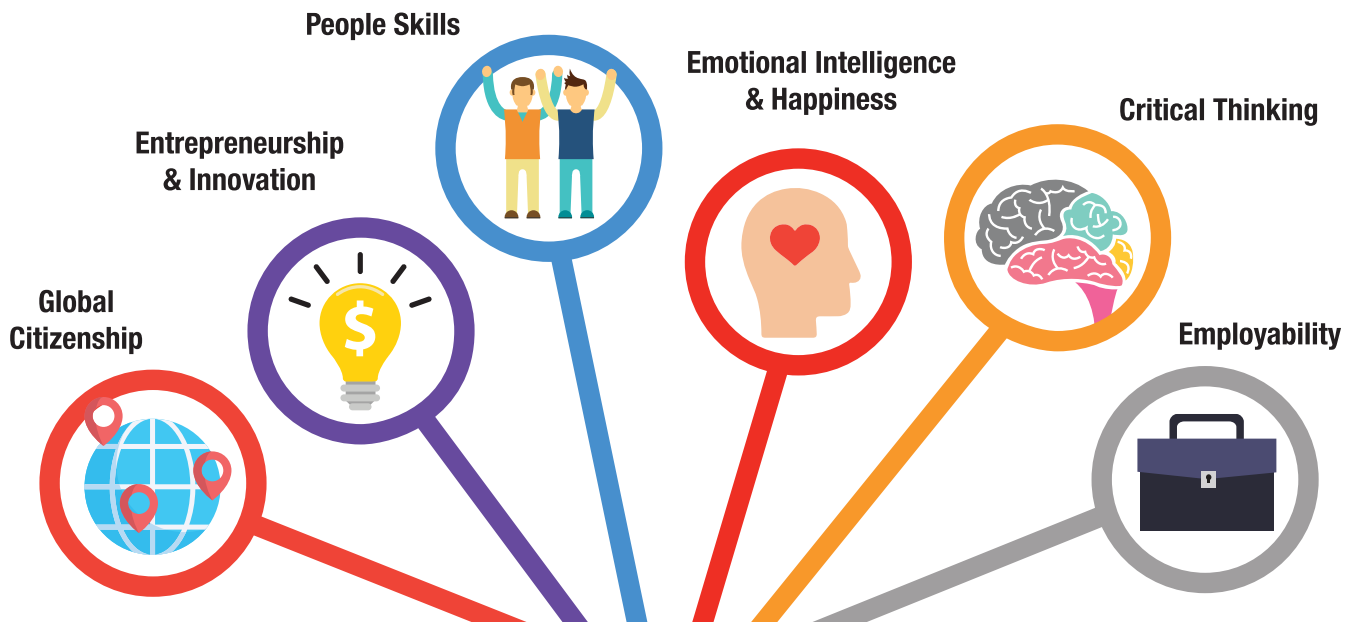 People Skills
Emotional Intelligence
& Happiness
Critical Thinking
Entrepreneurship
& Innovation
Global
Citizenship
Employability
$